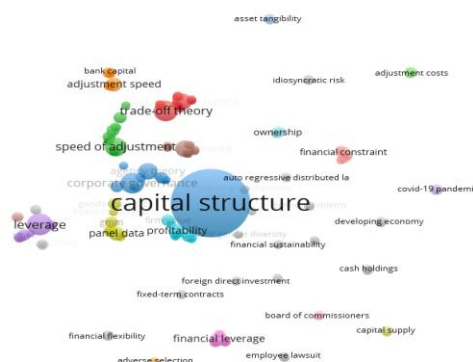 asset tangibility
bank capital
adjustment costs
adjustment speed
idiosyncratic risk
trade-off theory
ownership
speed of adjustment
financial constraint
agency theory
auto regressive distributed la
corporate governance
covid-19 pandemi
capital structure
leverage
developing economy
panel data
profitability
diversity
financial sustainability
cash holdings
foreign direct investment
fixed-term contracts
board of commissioners
financial flexibility
financial leverage
capital supply
adverse selection
employee lawsuit